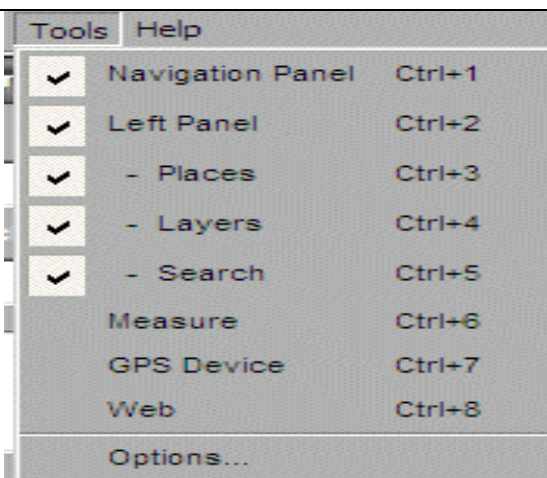 Tools Help
Navigation Panel Ctrl+1
Left Panel Ctrl+2
- Places Ctrl+3
- Layers Ctrl+4
- Search Ctrl+5
Measure Ctrl+6
GPS Device Ctrl+7
Web Ctrl+8
Options...